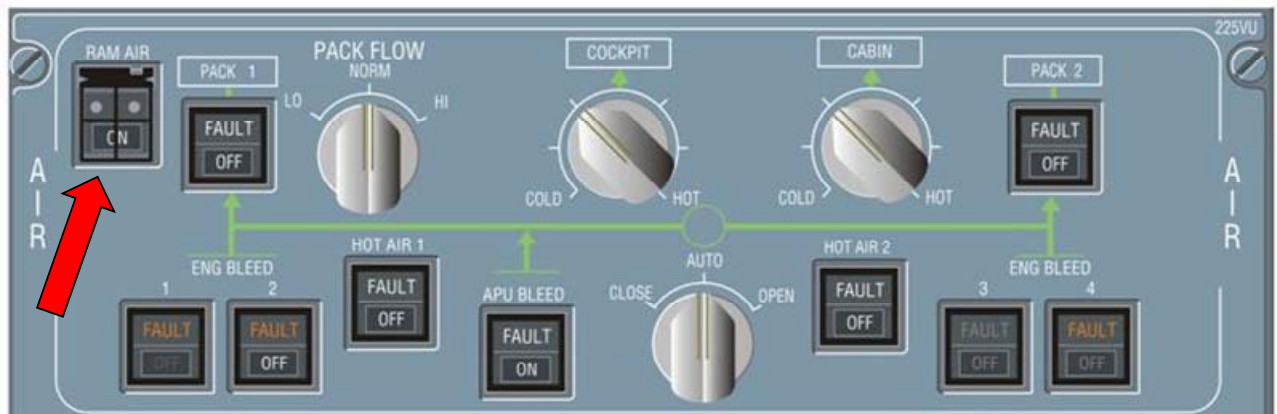 225VU
RAM AIR
ON
PACK 1
FAULT
OFF
PACK FLOW
LO NORM HI
COCKPIT
COLD HOT
CABIN
COLD HOT
PACK 2
FAULT
OFF
AIR
AIR
ENG BLEED
1 2
FAULT
OFF
FAULT
OFF
HOT AIR 1
FAULT
OFF
APU BLEED
FAULT
ON
CLOSE AUTO OPEN
HOT AIR 2
FAULT
OFF
ENG BLEED
3 4
FAULT
OFF
FAULT
OFF